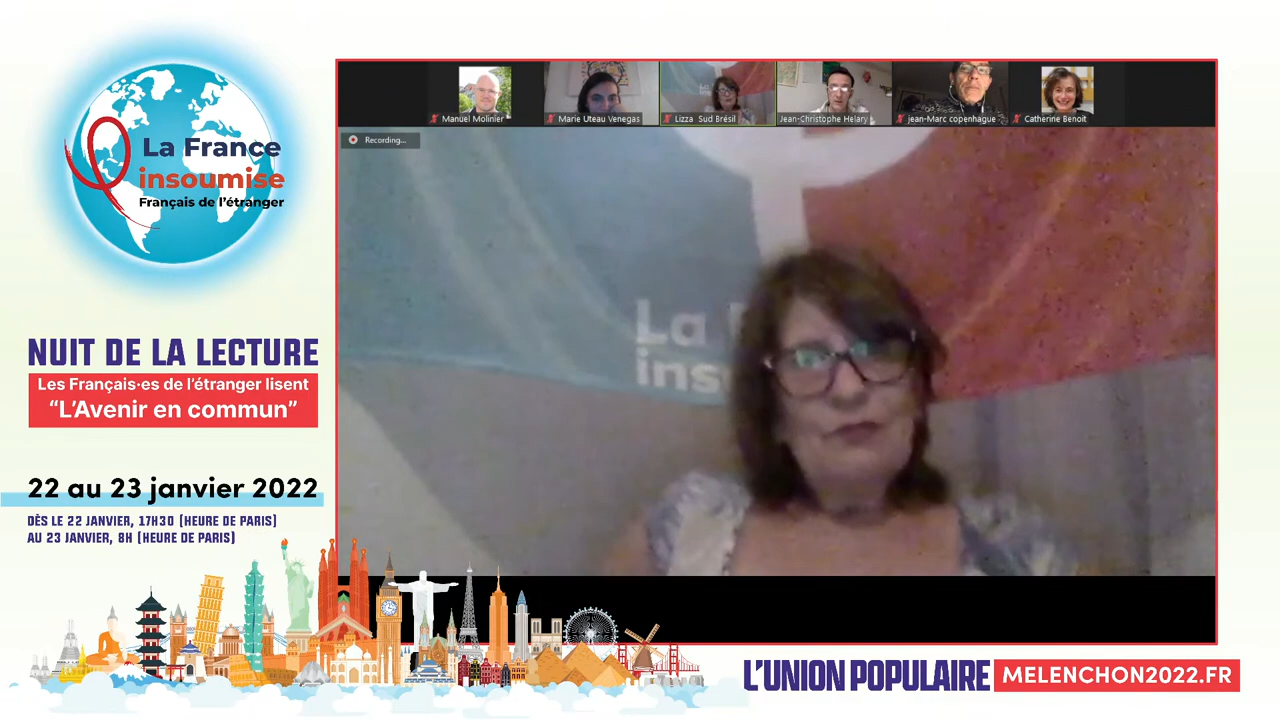 La France
insoumise
Français de l'étranger
NUIT DE LA LECTURE
Les Français·es de l'étranger lisent
“L'Avenir en commun”
22 au 23 janvier 2022
DÈS LE 22 JANVIER, 17H30 (HEURE DE PARIS)
AU 23 JANVIER, 8H (HEURE DE PARIS)
Manuel Molinier
Marie Uteau Venegas
Lizza Sud Brésil
Jean-Christophe Helary
jean-Marc copenhague
Catherine Benoit
Recording...
La
ins
L'UNION POPULAIRE
MELENCHON2022.FR